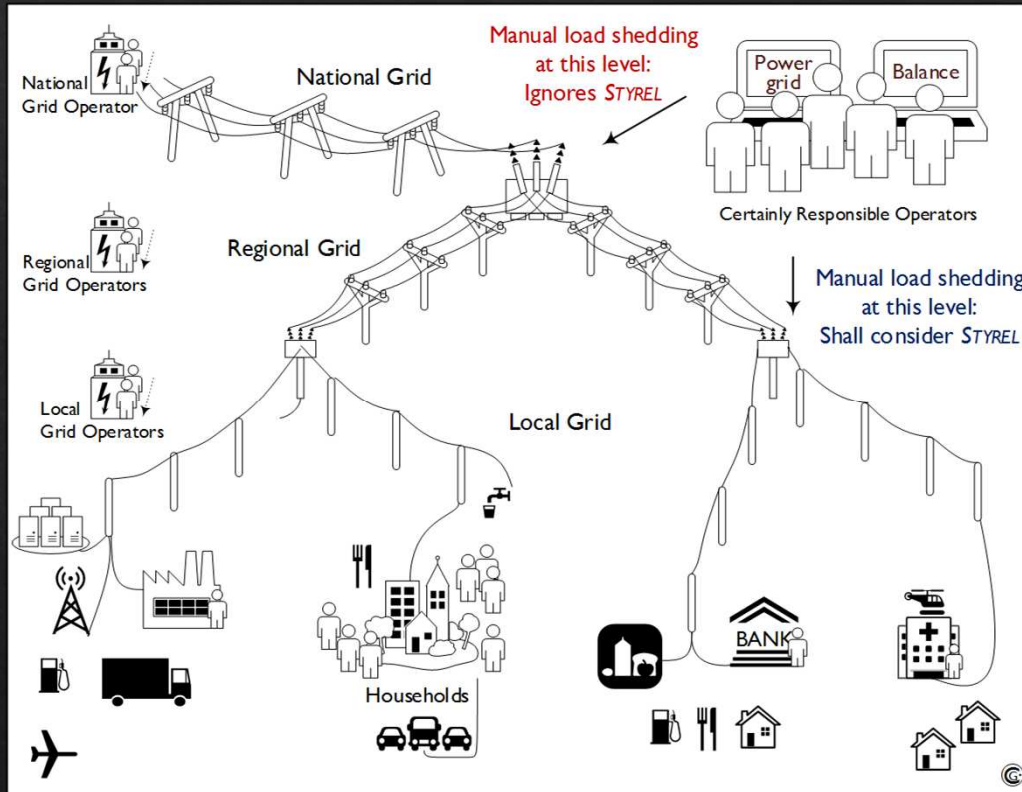 National
Grid Operator
National Grid
Manual load shedding
at this level:
Ignores STYREL
Power
grid
Balance
Certainly Responsible Operators
Regional
Grid Operators
Regional Grid
Manual load shedding
at this level:
Shall consider STYREL
Local
Grid Operators
Local Grid
BANK
Households